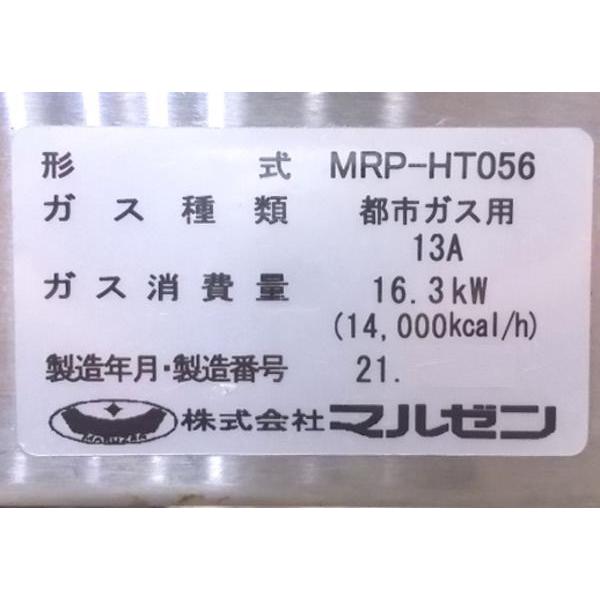 形式 MRP-HT056
ガス種類 都市ガス用
13A
ガス消費量 16.3kW
(14,000kcal/h)
製造年月・製造番号 21.
MARUZEN 株式会社マルゼン